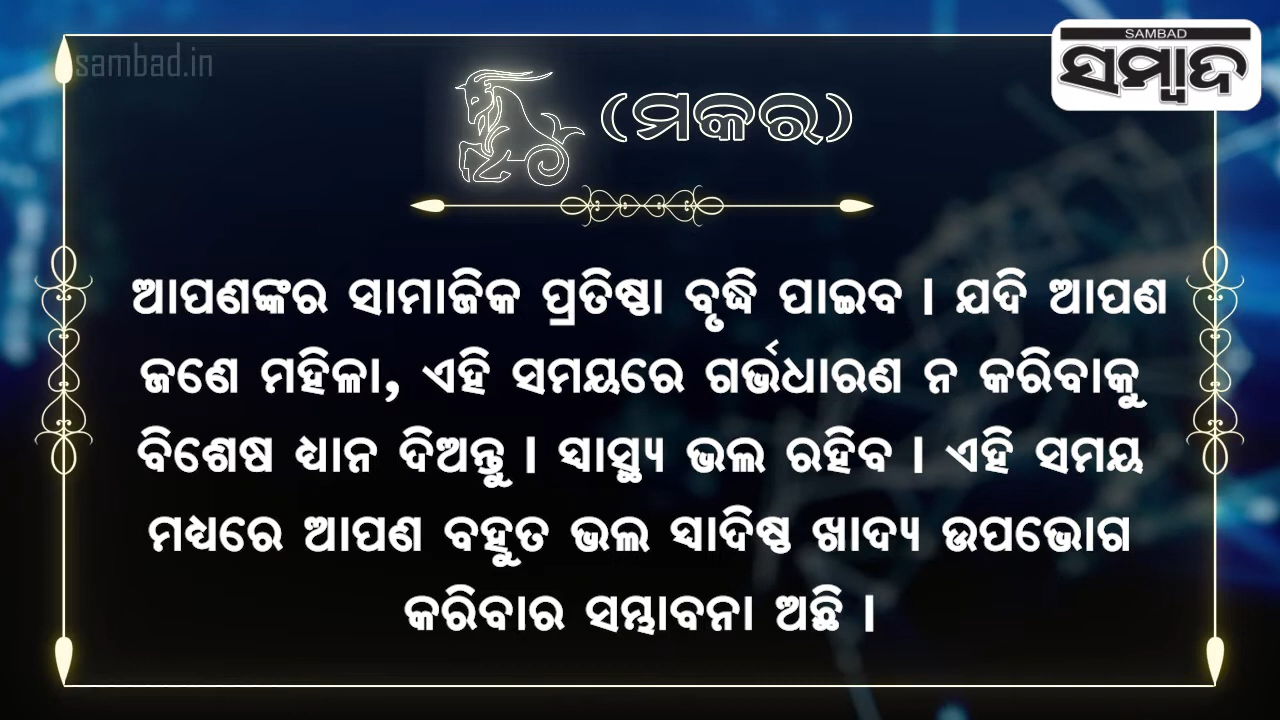 sambad.in
SAMBAD
ସମ୍ବାଦ
(ମକର)
ଆପଣଙ୍କର ସାମାଜିକ ପ୍ରତିଷ୍ଠା ବୃଦ୍ଧି ପାଇବ । ଯଦି ଆପଣ
ଜଣେ ମହିଳା, ଏହି ସମୟରେ ଗର୍ଭଧାରଣ ନ କରିବାକୁ
ବିଶେଷ ଧ୍ୟାନ ଦିଅନ୍ତୁ । ସ୍ୱାସ୍ଥ୍ୟ ଭଲ ରହିବ । ଏହି ସମୟ
ମଧ୍ୟରେ ଆପଣ ବହୁତ ଭଲ ସ୍ୱାଦିଷ୍ଟ ଖାଦ୍ୟ ଉପଭୋଗ
କରିବାର ସମ୍ଭାବନା ଅଛି ।